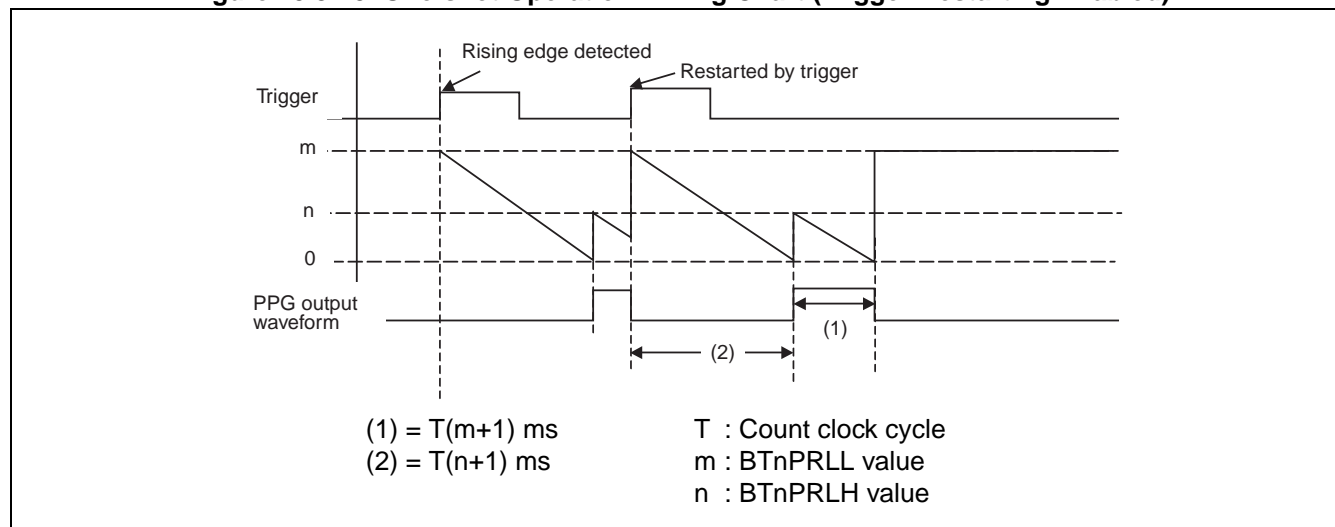 Rising edge detected
Restarted by trigger
Trigger
m
n
0
PPG output
waveform
(1)
(2)
(1) = T(m+1) ms
(2) = T(n+1) ms
T : Count clock cycle
m : BTnPRLL value
n : BTnPRLH value